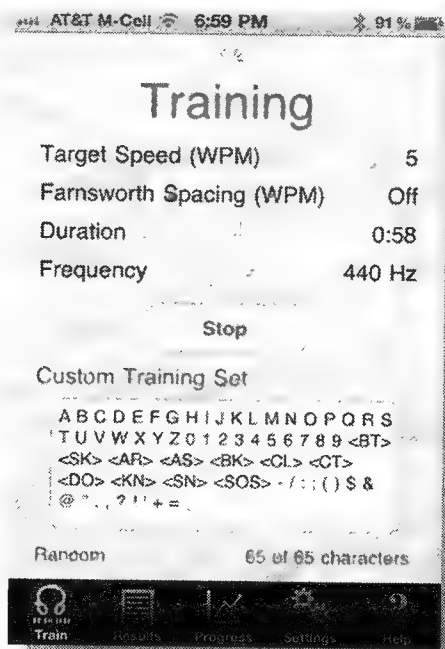 AT&T M-Cell 6:59 PM 91 %
Training
Target Speed (WPM) 5
Farnsworth Spacing (WPM) Off
Duration 0:58
Frequency 440 Hz
Stop
Custom Training Set
A B C D E F G H I J K L M N O P Q R S
T U V W X Y Z 0 1 2 3 4 5 6 7 8 9 <BT>
<SK> <AR> <AS> <BK> <CL> <CT>
<DO> <KN> <SN> <SOS> - / : ; ( ) $ &
@ " . , ? ! ' + = _
Random 65 of 65 characters
Train Results Progress Settings Help